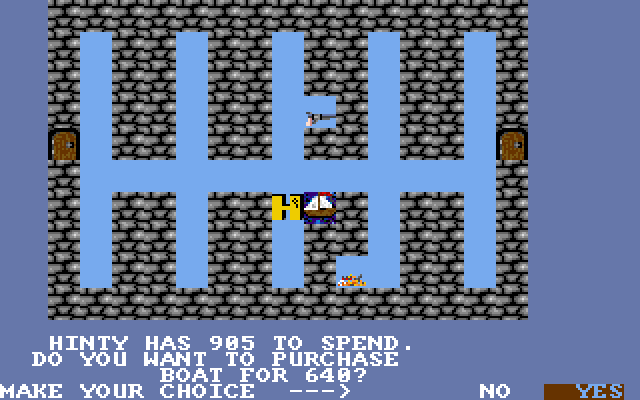 H
HINTY HAS 905 TO SPEND.
DO YOU WANT TO PURCHASE
BOAT FOR 640?
MAKE YOUR CHOICE ---> NO YES